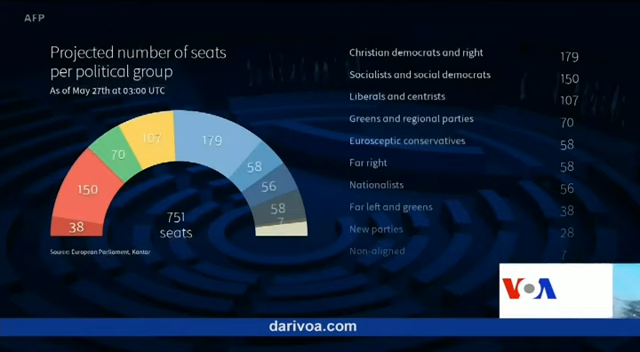 AFP
Projected number of seats
per political group
As of May 27th at 03:00 UTC
38
150
70
107
179
58
56
58
7
751
seats
Source: European Parliament, Kantar
Christian democrats and right 179
Socialists and social democrats 150
Liberals and centrists 107
Greens and regional parties 70
Eurosceptic conservatives 58
Far right 58
Nationalists 56
Far left and greens 38
New parties 28
Non-aligned 7
VOA
darivoa.com